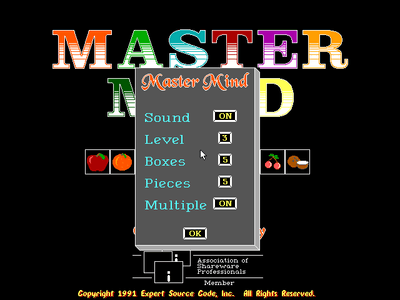 MASTER
M D
Master Mind
Sound ON
Level 3
Boxes 5
Pieces 5
Multiple ON
OK
Association of
Shareware
Professionals
Member
Copyright 1991 Expert Source Code, Inc. All Rights Reserved.